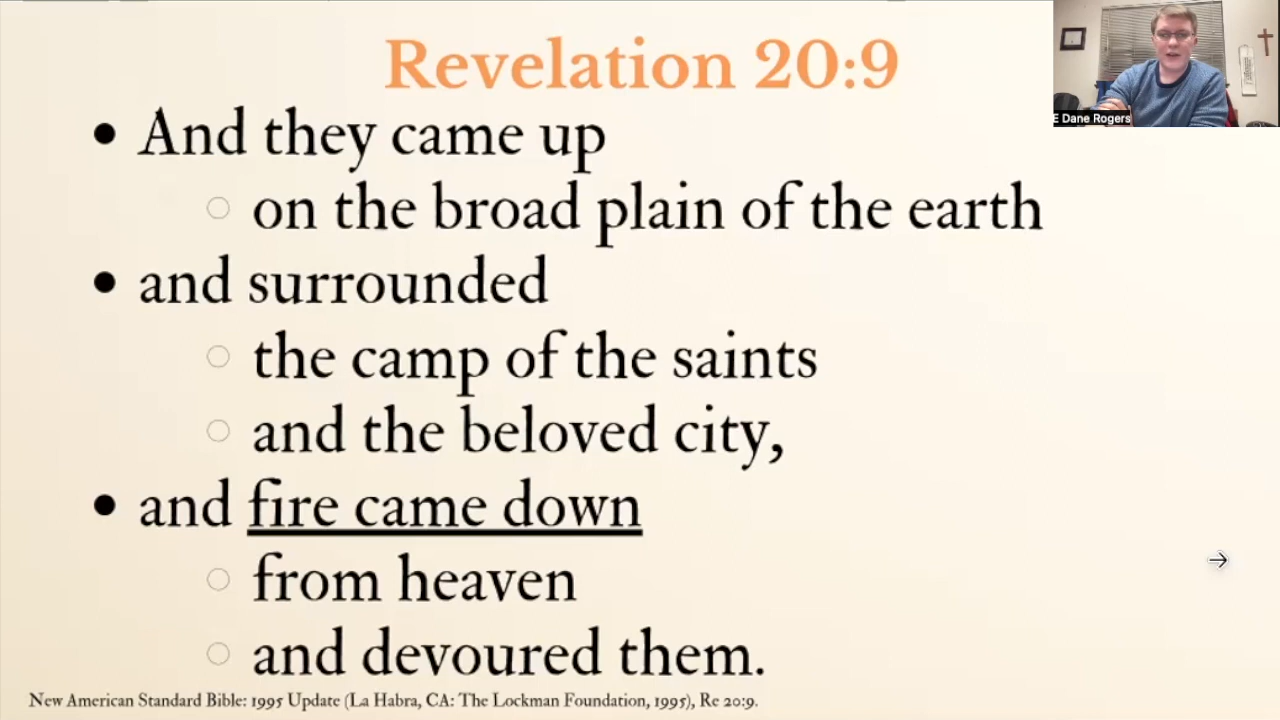 Revelation 20:9
• And they came up
○ on the broad plain of the earth
• and surrounded
○ the camp of the saints
○ and the beloved city,
• and fire came down
○ from heaven
○ and devoured them.
New American Standard Bible: 1995 Update (La Habra, CA: The Lockman Foundation, 1995), Re 20:9.
E Dane Rogers